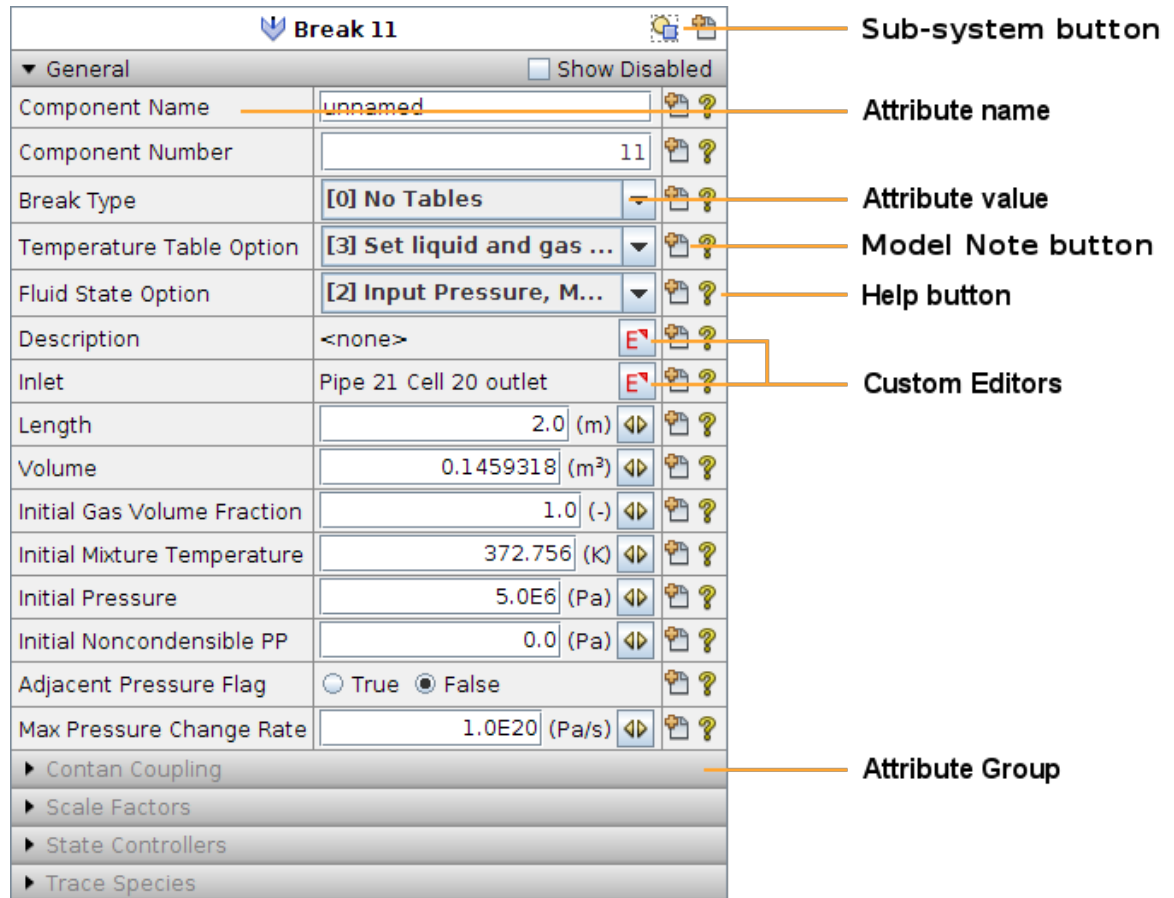 Break 11
Sub-system button
General Show Disabled
Component Name unnamed
Attribute name
Component Number 11
Break Type [0] No Tables
Attribute value
Temperature Table Option [3] Set liquid and gas ...
Model Note button
Fluid State Option [2] Input Pressure, M...
Help button
Description <none> E
Inlet Pipe 21 Cell 20 outlet E
Custom Editors
Length 2.0 (m)
Volume 0.1459318 (m³)
Initial Gas Volume Fraction 1.0 (-)
Initial Mixture Temperature 372.756 (K)
Initial Pressure 5.0E6 (Pa)
Initial Noncondensible PP 0.0 (Pa)
Adjacent Pressure Flag True False
Max Pressure Change Rate 1.0E20 (Pa/s)
Contan Coupling
Attribute Group
Scale Factors
State Controllers
Trace Species